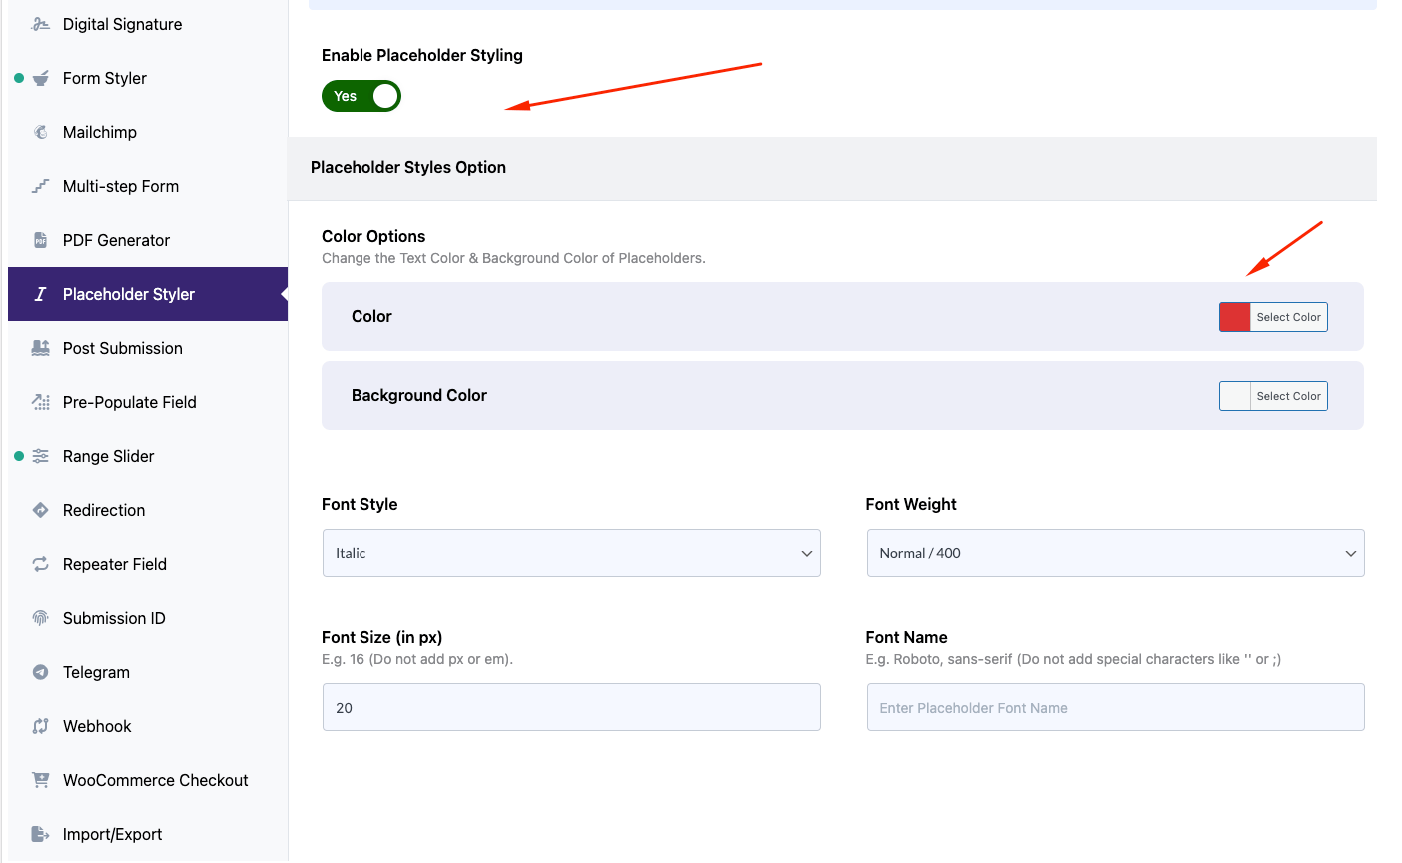 Digital Signature
Form Styler
Mailchimp
Multi-step Form
PDF Generator
Placeholder Styler
Post Submission
Pre-Populate Field
Range Slider
Redirection
Repeater Field
Submission ID
Telegram
Webhook
WooCommerce Checkout
Import/Export
Enable Placeholder Styling
Yes
Placeholder Styles Option
Color Options
Change the Text Color & Background Color of Placeholders.
Color
Select Color
Background Color
Select Color
Font Style
Italic
Font Weight
Normal / 400
Font Size (in px)
E.g. 16 (Do not add px or em).
20
Font Name
E.g. Roboto, sans-serif (Do not add special characters like '' or ;)
Enter Placeholder Font Name